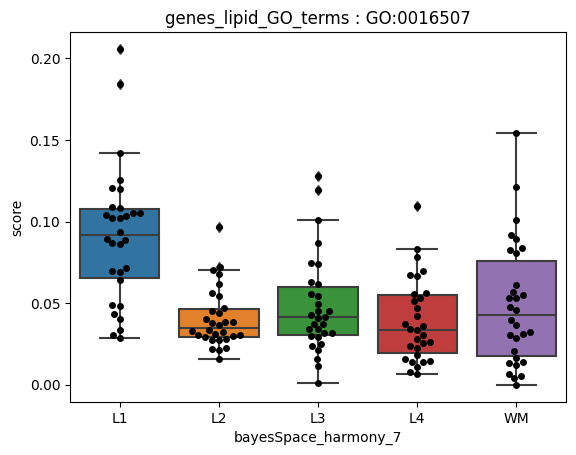 genes_lipid_GO_terms : GO:0016507
score
0.20
0.15
0.10
0.05
0.00
L1 L2 L3 L4 WM
bayesSpace_harmony_7